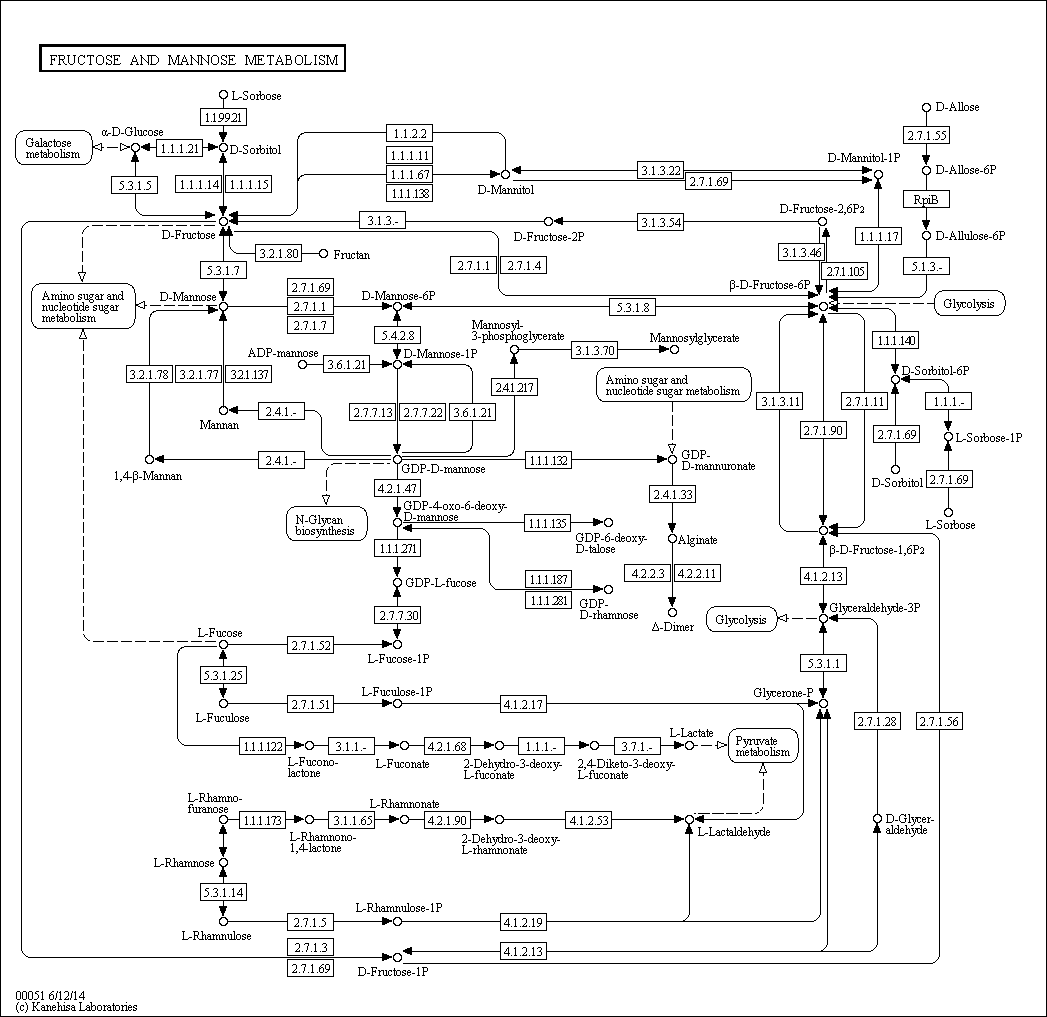 FRUCTOSE AND MANNOSE METABOLISM
L-Sorbose
1.1.99.21
D-Allose
2.7.1.55
α-D-Glucose
Galactose
metabolism
1.1.1.21
D-Sorbitol
1.1.2.2
1.1.1.11
1.1.1.67
1.1.1.138
D-Mannitol
3.1.3.22
2.7.1.69
D-Mannitol-1P
D-Allose-6P
5.3.1.5
1.1.1.14
1.1.1.15
RpiB
D-Fructose
3.1.3.-
D-Fructose-2P
3.1.3.54
D-Fructose-2,6P2
1.1.1.17
D-Allulose-6P
3.2.1.80
Fructan
3.1.3.46
2.7.1.105
5.1.3.-
5.3.1.7
2.7.1.1
2.7.1.4
β-D-Fructose-6P
Amino sugar and
nucleotide sugar
metabolism
D-Mannose
2.7.1.69
2.7.1.1
2.7.1.7
D-Mannose-6P
5.3.1.8
Glycolysis
5.4.2.8
Mannosyl-
3-phosphoglycerate
3.1.3.70
Mannosylglycerate
1.1.1.140
ADP-mannose
3.6.1.21
D-Mannose-1P
D-Sorbitol-6P
3.2.1.78
3.2.1.77
3.2.1.137
2.4.1.217
Amino sugar and
nucleotide sugar metabolism
3.1.3.11
2.7.1.11
1.1.1.-
Mannan
2.4.1.-
2.7.7.13
2.7.7.22
3.6.1.21
2.7.1.90
2.7.1.69
L-Sorbose-1P
1,4-β-Mannan
2.4.1.-
GDP-D-mannose
1.1.1.132
GDP-
D-mannuronate
D-Sorbitol
2.7.1.69
4.2.1.47
2.4.1.33
L-Sorbose
N-Glycan
biosynthesis
GDP-4-oxo-6-deoxy-
D-mannose
1.1.1.135
GDP-6-deoxy-
D-talose
Alginate
β-D-Fructose-1,6P2
1.1.1.271
GDP-L-fucose
1.1.1.187
1.1.1.281
GDP-
D-rhamnose
4.2.2.3
4.2.2.11
4.1.2.13
2.7.7.30
Δ-Dimer
Glycolysis
Glyceraldehyde-3P
L-Fucose
2.7.1.52
L-Fucose-1P
5.3.1.25
5.3.1.1
L-Fuculose
2.7.1.51
L-Fuculose-1P
4.1.2.17
Glycerone-P
2.7.1.28
2.7.1.56
1.1.1.122
L-Fucono-
lactone
3.1.1.-
L-Fuconate
4.2.1.68
2-Dehydro-3-deoxy-
L-fuconate
1.1.1.-
2,4-Diketo-3-deoxy-
L-fuconate
3.7.1.-
L-Lactate
Pyruvate
metabolism
L-Rhamno-
furanose
1.1.1.173
L-Rhamnono-
1,4-lactone
3.1.1.65
L-Rhamnonate
4.2.1.90
2-Dehydro-3-deoxy-
L-rhamnonate
4.1.2.53
L-Lactaldehyde
D-Glycer-
aldehyde
L-Rhamnose
5.3.1.14
L-Rhamnulose
2.7.1.5
L-Rhamnulose-1P
4.1.2.19
2.7.1.3
2.7.1.69
D-Fructose-1P
4.1.2.13
00051 6/12/14
(c) Kanehisa Laboratories